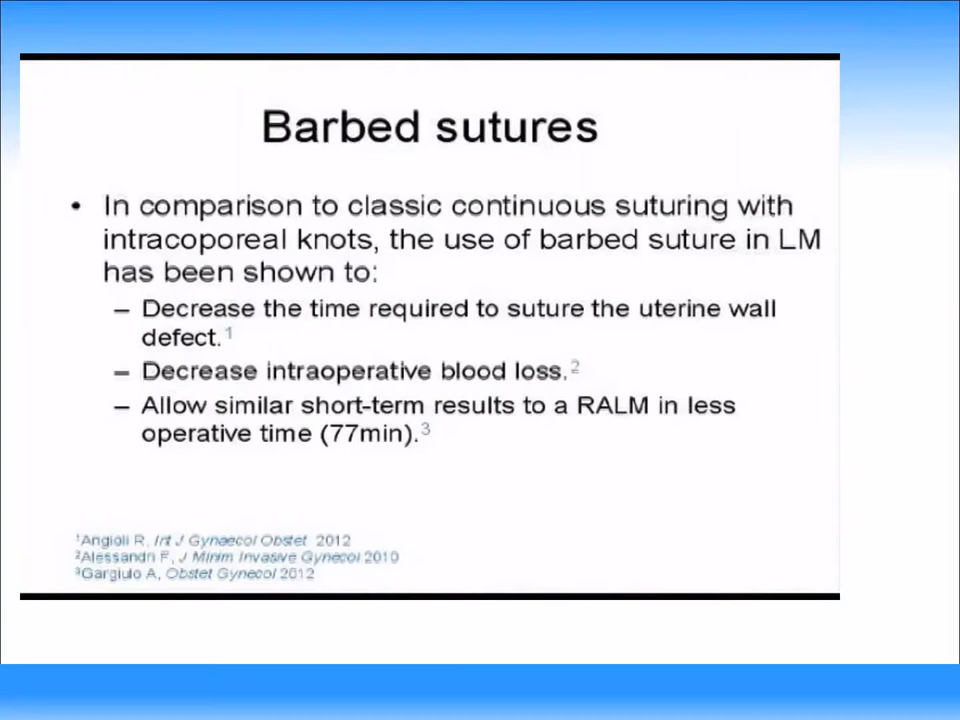 Barbed sutures
• In comparison to classic continuous suturing with
intracoporeal knots, the use of barbed suture in LM
has been shown to:
– Decrease the time required to suture the uterine wall
defect.1
– Decrease intraoperative blood loss.2
– Allow similar short-term results to a RALM in less
operative time (77min).3
1Angioli R, Int J Gynaecol Obstet 2012
2Alessandri F, J Minim Invasive Gynecol 2010
3Gargiulo A, Obstet Gynecol 2012